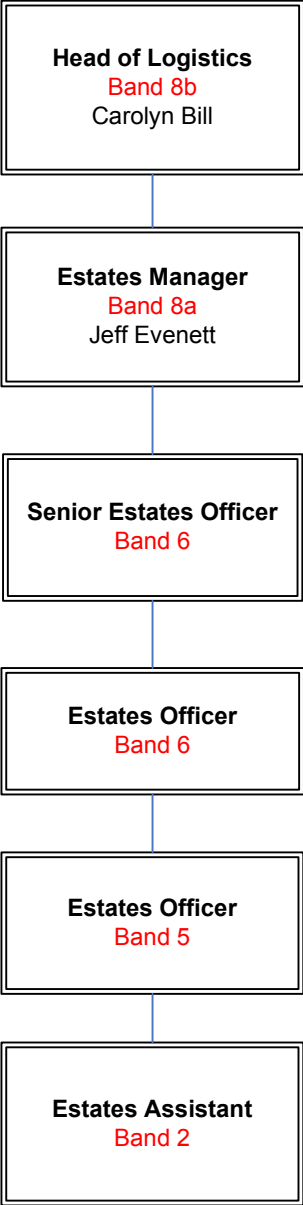 Head of Logistics
Band 8b
Carolyn Bill
Estates Manager
Band 8a
Jeff Evenett
Senior Estates Officer
Band 6
Estates Officer
Band 6
Estates Officer
Band 5
Estates Assistant
Band 2